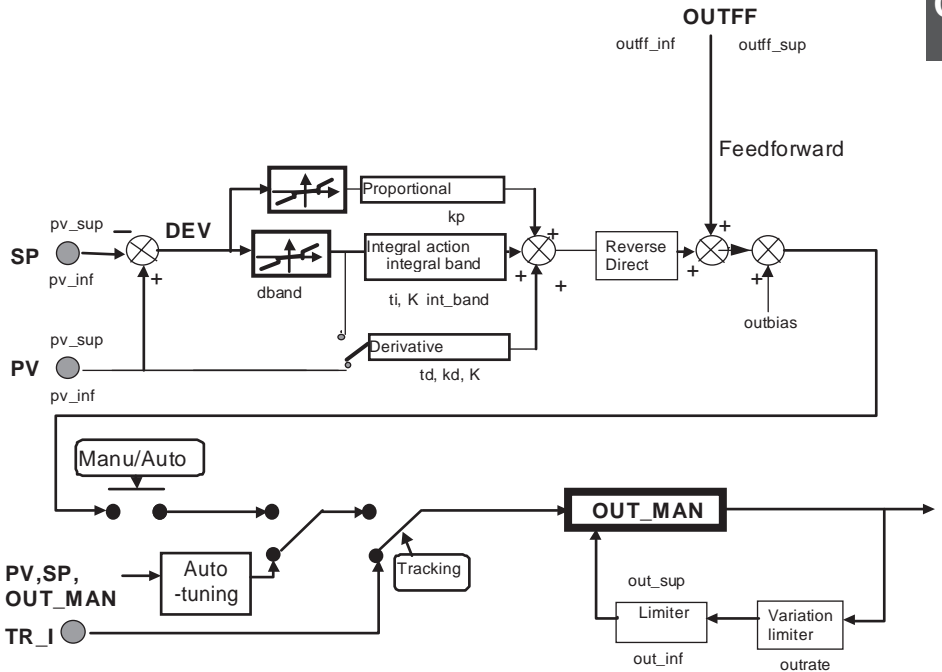 OUTFF
outff_inf outff_sup
Feedforward
Proportional
kp
pv_sup
SP
pv_inf
−
+
DEV
dband
Integral action
integral band
ti, K int_band
+
+
+
Reverse
Direct
+
+
+
outbias
pv_sup
PV
pv_inf
Derivative
td, kd, K
Manu/Auto
PV,SP,
OUT_MAN
Auto
-tuning
TR_I
Tracking
OUT_MAN
out_sup
Limiter
out_inf
Variation
limiter
outrate